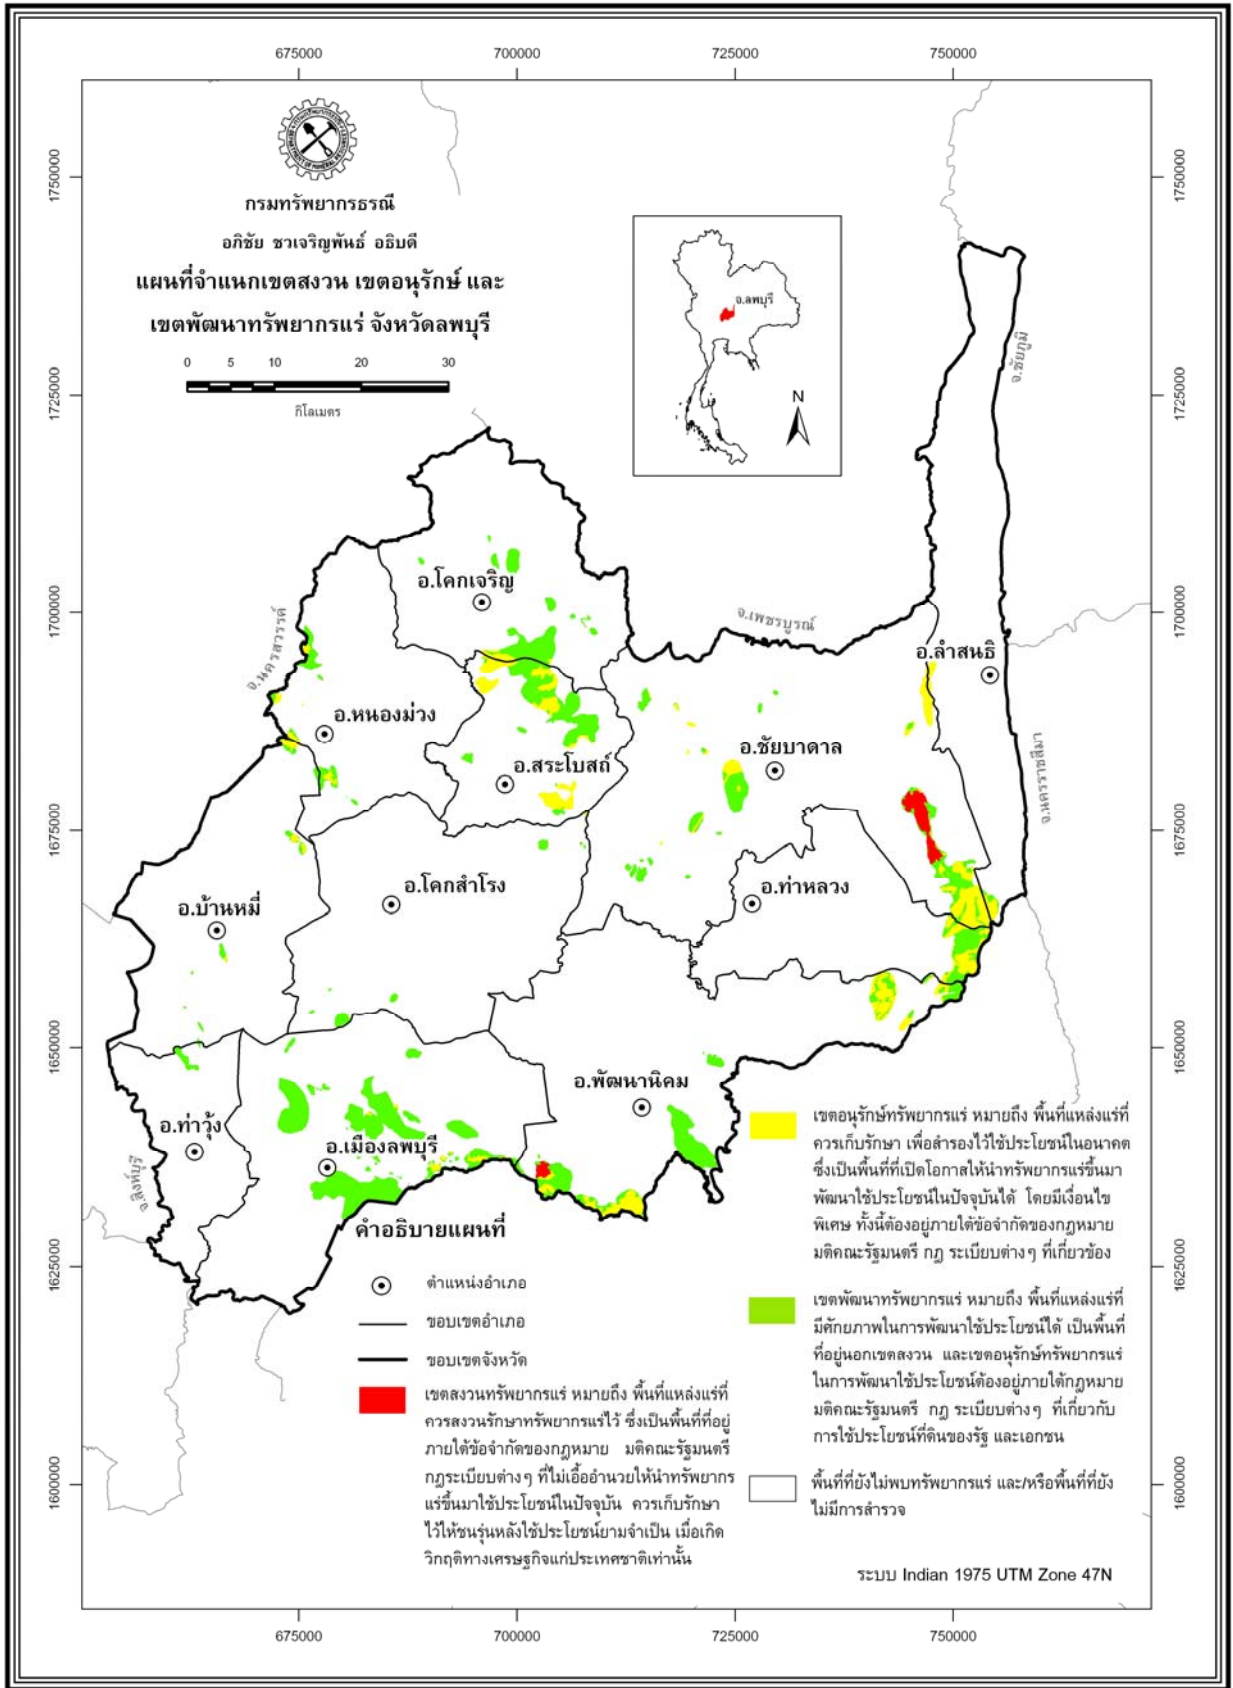 675000 700000 725000 750000
1750000
1725000
1700000
1675000
1650000
1625000
1600000
1750000
1725000
1700000
1675000
1650000
1625000
1600000
กรมทรัพยากรธรณี
อภิชัย ชวเจริญพันธ์ อธิบดี
แผนที่จำแนกเขตสงวน เขตอนุรักษ์ และ
เขตพัฒนาทรัพยากรแร่ จังหวัดลพบุรี
0 5 10 20 30
กิโลเมตร
จ.ลพบุรี
N
จ.ชัยภูมิ
อ.โคกเจริญ
จ.เพชรบูรณ์
จ.นครสวรรค์
อ.ลำสนธิ
อ.หนองม่วง
อ.ชัยบาดาล
อ.สระโบสถ์
จ.นครราชสีมา
อ.โคกสำโรง
อ.ท่าหลวง
อ.บ้านหมี่
อ.พัฒนานิคม
อ.ท่าวุ้ง
อ.เมืองลพบุรี
จ.สิงห์บุรี
คำอธิบายแผนที่
ตำแหน่งอำเภอ
ขอบเขตอำเภอ
ขอบเขตจังหวัด
เขตสงวนทรัพยากรแร่ หมายถึง พื้นที่แหล่งแร่ที่
ควรสงวนรักษาทรัพยากรแร่ไว้ ซึ่งเป็นพื้นที่ที่อยู่
ภายใต้ข้อจำกัดของกฎหมาย มติคณะรัฐมนตรี
กฎระเบียบต่างๆ ที่ไม่เอื้ออำนวยให้นำทรัพยากร
แร่ขึ้นมาใช้ประโยชน์ในปัจจุบัน ควรเก็บรักษา
ไว้ให้ชนรุ่นหลังใช้ประโยชน์ยามจำเป็น เมื่อเกิด
วิกฤติทางเศรษฐกิจแก่ประเทศชาติเท่านั้น
เขตอนุรักษ์ทรัพยากรแร่ หมายถึง พื้นที่แหล่งแร่ที่
ควรเก็บรักษา เพื่อสำรองไว้ใช้ประโยชน์ในอนาคต
ซึ่งเป็นพื้นที่ที่เปิดโอกาสให้นำทรัพยากรแร่ขึ้นมา
พัฒนาใช้ประโยชน์ในปัจจุบันได้ โดยมีเงื่อนไข
พิเศษ ทั้งนี้ต้องอยู่ภายใต้ข้อจำกัดของกฎหมาย
มติคณะรัฐมนตรี กฎ ระเบียบต่างๆ ที่เกี่ยวข้อง
เขตพัฒนาทรัพยากรแร่ หมายถึง พื้นที่แหล่งแร่ที่
มีศักยภาพในการพัฒนาใช้ประโยชน์ได้ เป็นพื้นที่
ที่อยู่นอกเขตสงวน และเขตอนุรักษ์ทรัพยากรแร่
ในการพัฒนาใช้ประโยชน์ต้องอยู่ภายใต้กฎหมาย
มติคณะรัฐมนตรี กฎ ระเบียบต่างๆ ที่เกี่ยวกับ
การใช้ประโยชน์ที่ดินของรัฐ และเอกชน
พื้นที่ที่ยังไม่พบทรัพยากรแร่ และ/หรือพื้นที่ที่ยัง
ไม่มีการสำรวจ
ระบบ Indian 1975 UTM Zone 47N
675000 700000 725000 750000